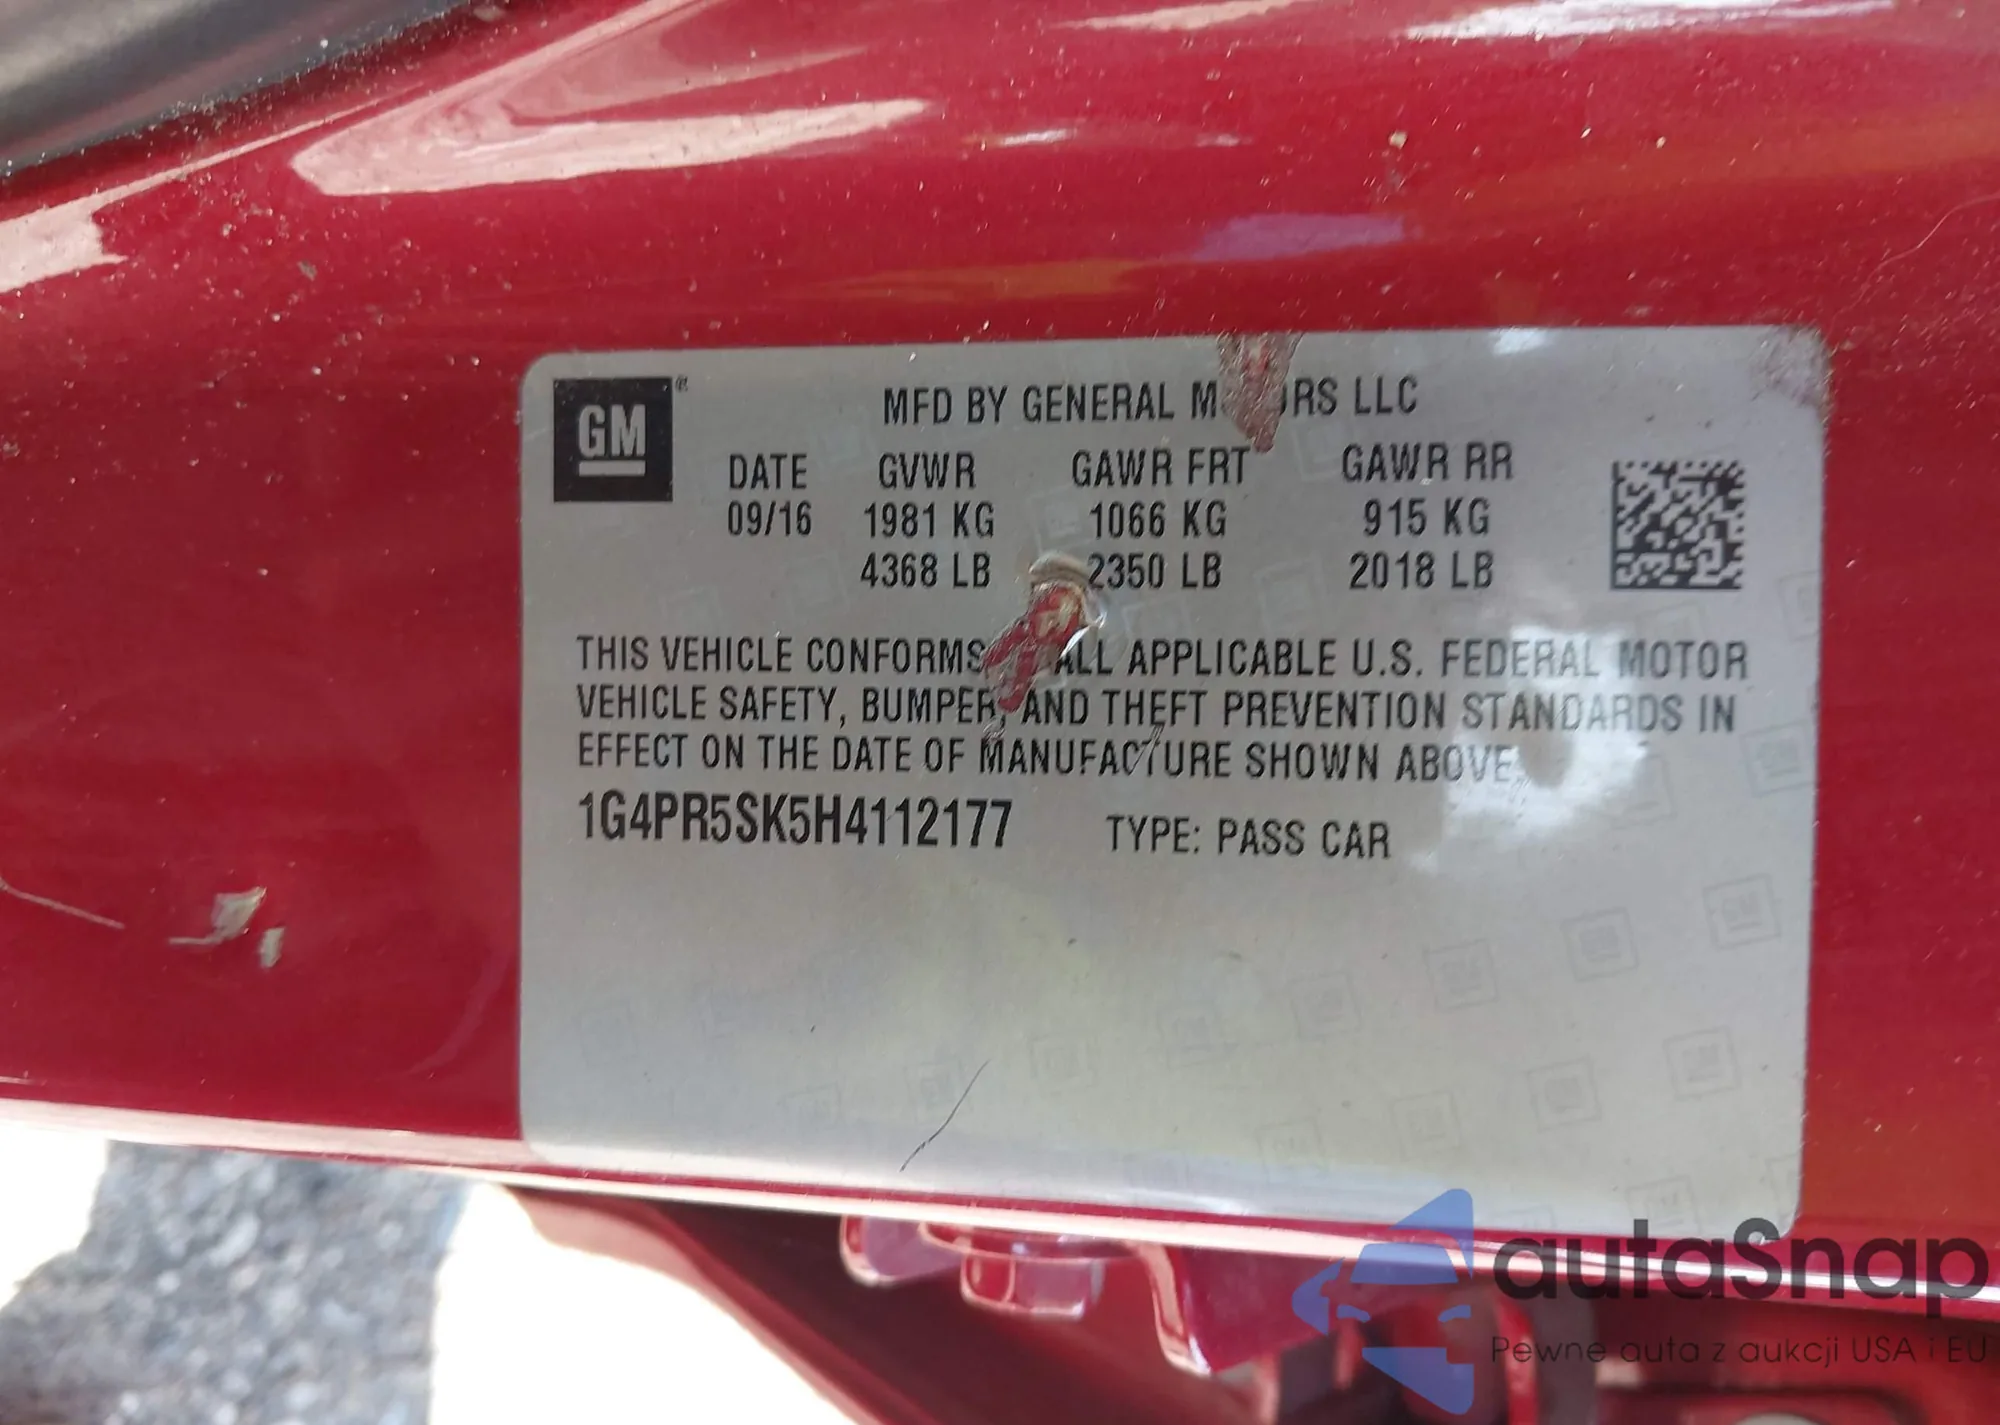 GM®
MFD BY GENERAL M ORS LLC
DATE GVWR GAWR FRT GAWR RR
09/16 1981 KG 1066 KG 915 KG
4368 LB 2350 LB 2018 LB
THIS VEHICLE CONFORMS ALL APPLICABLE U.S. FEDERAL MOTOR
VEHICLE SAFETY, BUMPER, AND THEFT PREVENTION STANDARDS IN
EFFECT ON THE DATE OF MANUFACTURE SHOWN ABOVE.
1G4PR5SK5H4112177 TYPE: PASS CAR
autaSnap
Pewne auta z aukcji USA i EU